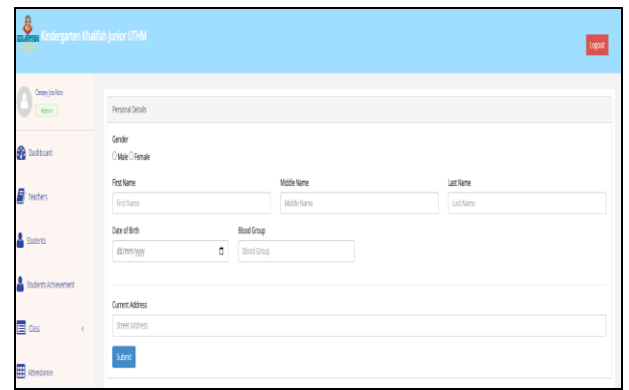 Kindergarten Khalifah Junior UTHM
Logout
Admin
Dashboard
Teachers
Students
Students Achievement
Class
Attendance
Personal Details
Gender
Male Female
First Name Middle Name Last Name
First Name Middle Name Last Name
Date of Birth Blood Group
dd/mm/yyyy Blood Group
Current Address
Street Address
Submit